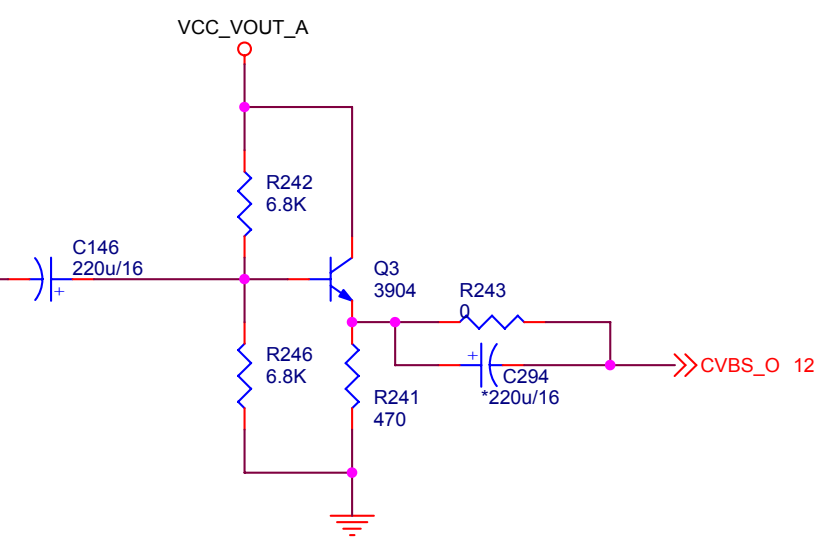 VCC_VOUT_A
R242
6.8K
C146
220u/16
+
Q3
3904
R243
0
R246
6.8K
+
C294
*220u/16
CVBS_O 12
R241
470